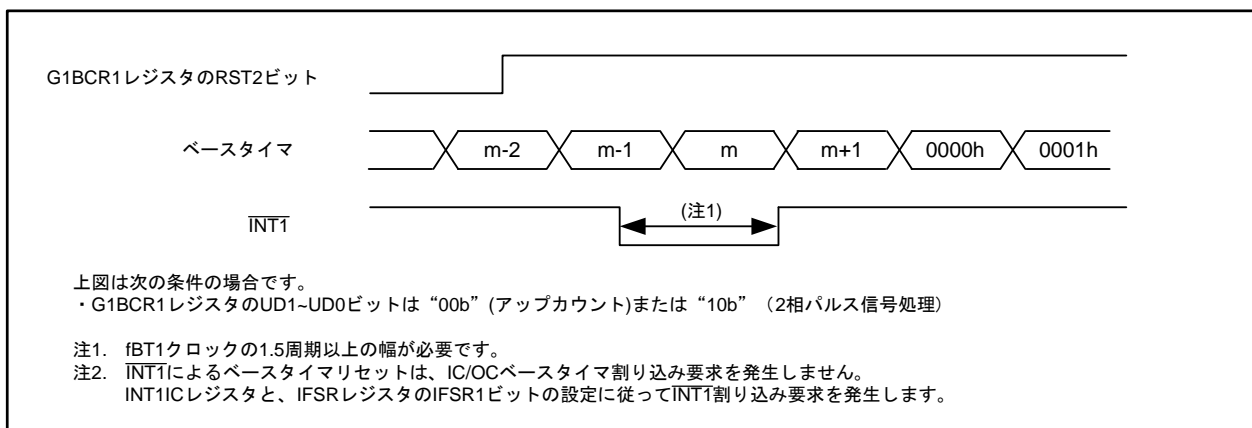 G1BCR1レジスタのRST2ビット
ベースタイマ m-2 m-1 m m+1 0000h 0001h
INT1 (注1)
上図は次の条件の場合です。
・G1BCR1レジスタのUD1~UD0ビットは“00b”(アップカウント)または“10b”（2相パルス信号処理）
注1. fBT1クロックの1.5周期以上の幅が必要です。
注2. INT1によるベースタイマリセットは、IC/OCベースタイマ割り込み要求を発生しません。
INT1ICレジスタと、IFSRレジスタのIFSR1ビットの設定に従ってINT1割り込み要求を発生します。